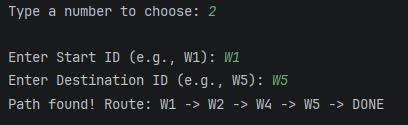 Type a number to choose: 2
Enter Start ID (e.g., W1): W1
Enter Destination ID (e.g., W5): W5
Path found! Route: W1 -> W2 -> W4 -> W5 -> DONE